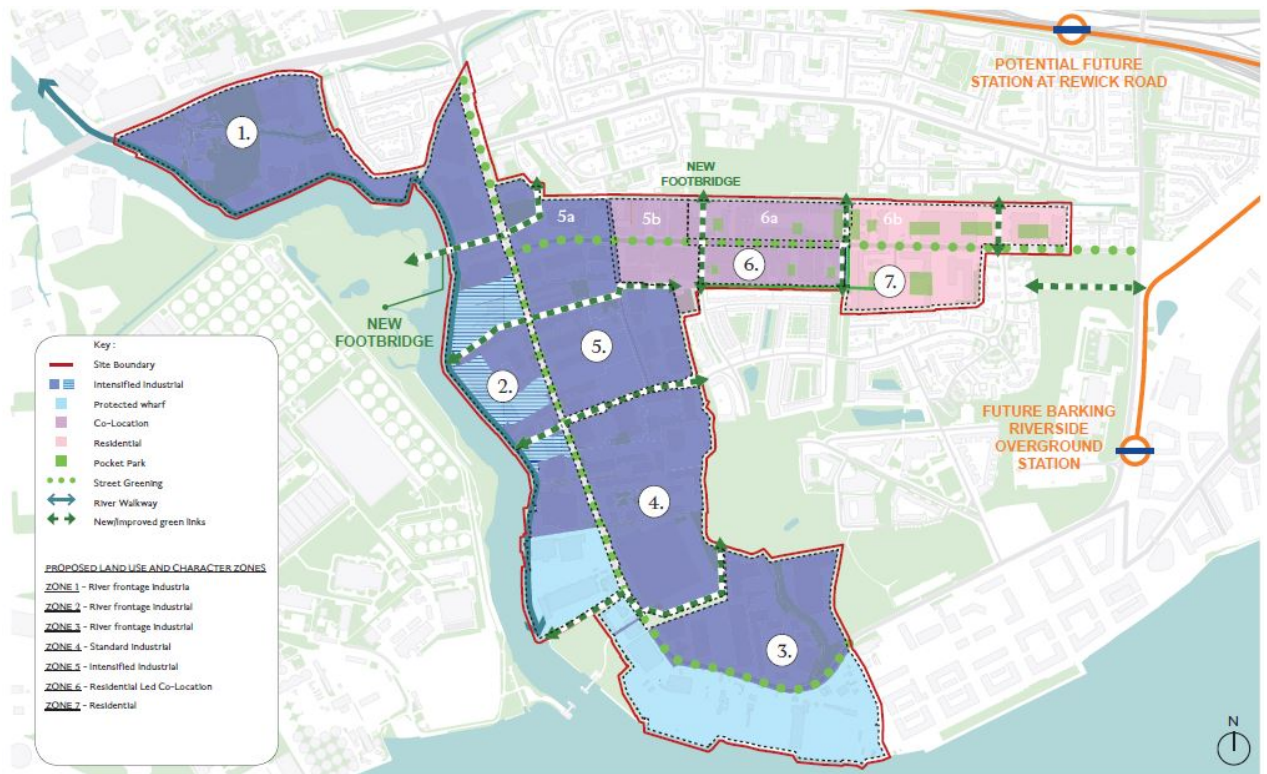 POTENTIAL FUTURE
STATION AT REWICK ROAD
1.
NEW
FOOTBRIDGE
5a
5b
6a
6b
6.
7.
NEW
FOOTBRIDGE
5.
2.
FUTURE BARKING
RIVERSIDE
OVERGROUND
STATION
4.
3.
N
Key :
Site Boundary
Intensified Industrial
Protected wharf
Co-Location
Residential
Pocket Park
Street Greening
River Walkway
New/improved green links
PROPOSED LAND USE AND CHARACTER ZONES
ZONE 1 - River frontage Industria
ZONE 2 - River frontage Industrial
ZONE 3 - River frontage Industrial
ZONE 4 - Standard Industrial
ZONE 5 - Intensified Industrial
ZONE 6 - Residential Led Co-Location
ZONE 7 - Residential